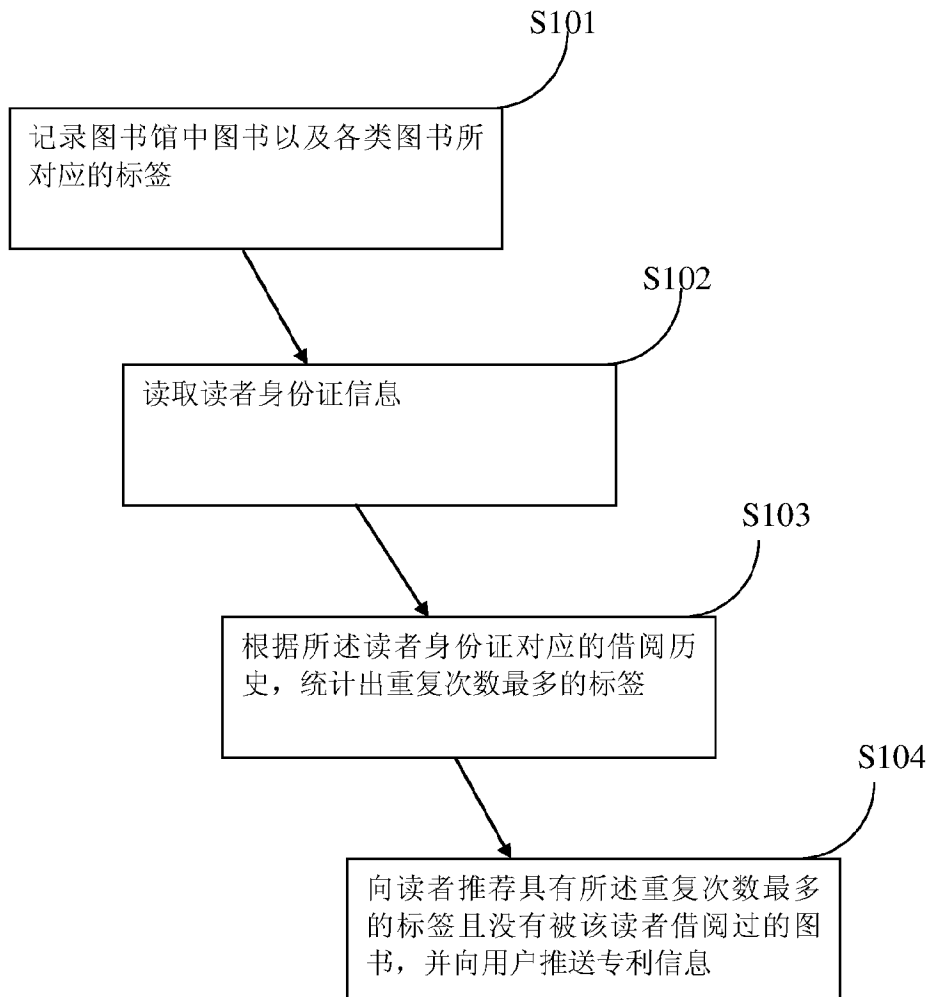 S101
记录图书馆中图书以及各类图书所
对应的标签
S102
读取读者身份证信息
S103
根据所述读者身份证对应的借阅历
史，统计出重复次数最多的标签
S104
向读者推荐具有所述重复次数最多
的标签且没有被该读者借阅过的图
书，并向用户推送专利信息